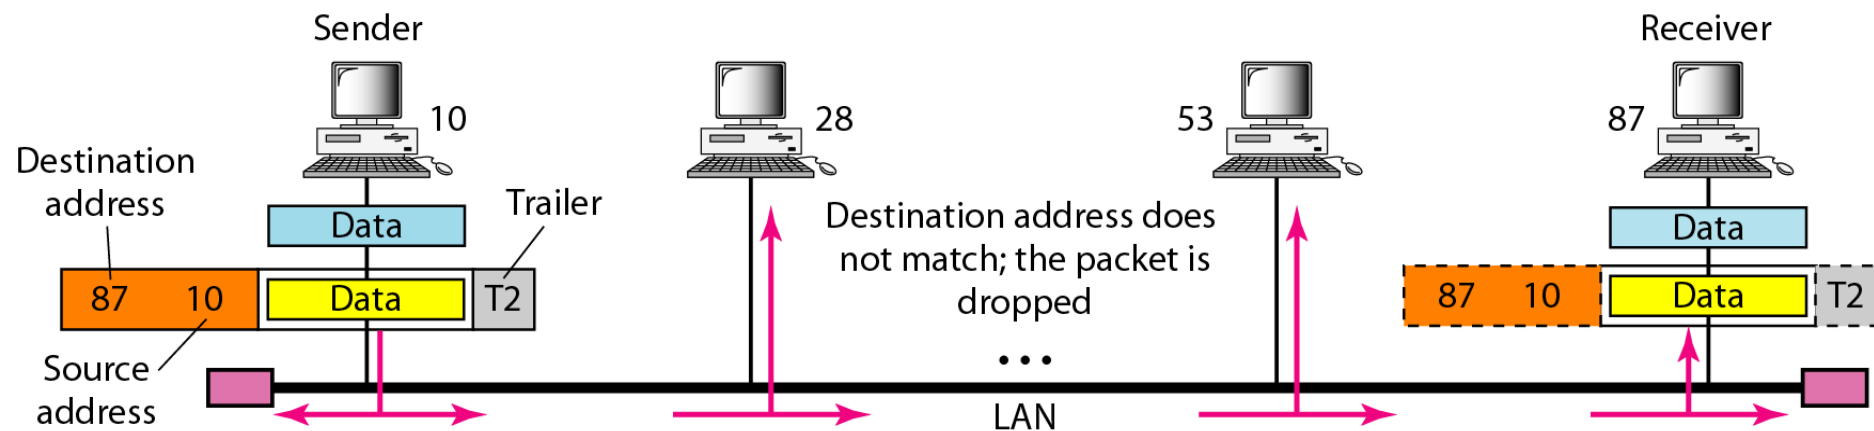 Sender
Receiver
10
28
53
87
Destination
address
Trailer
Data
Destination address does
not match; the packet is
dropped
Data
87 10 Data T2
87 10 Data T2
...
Source
address
LAN